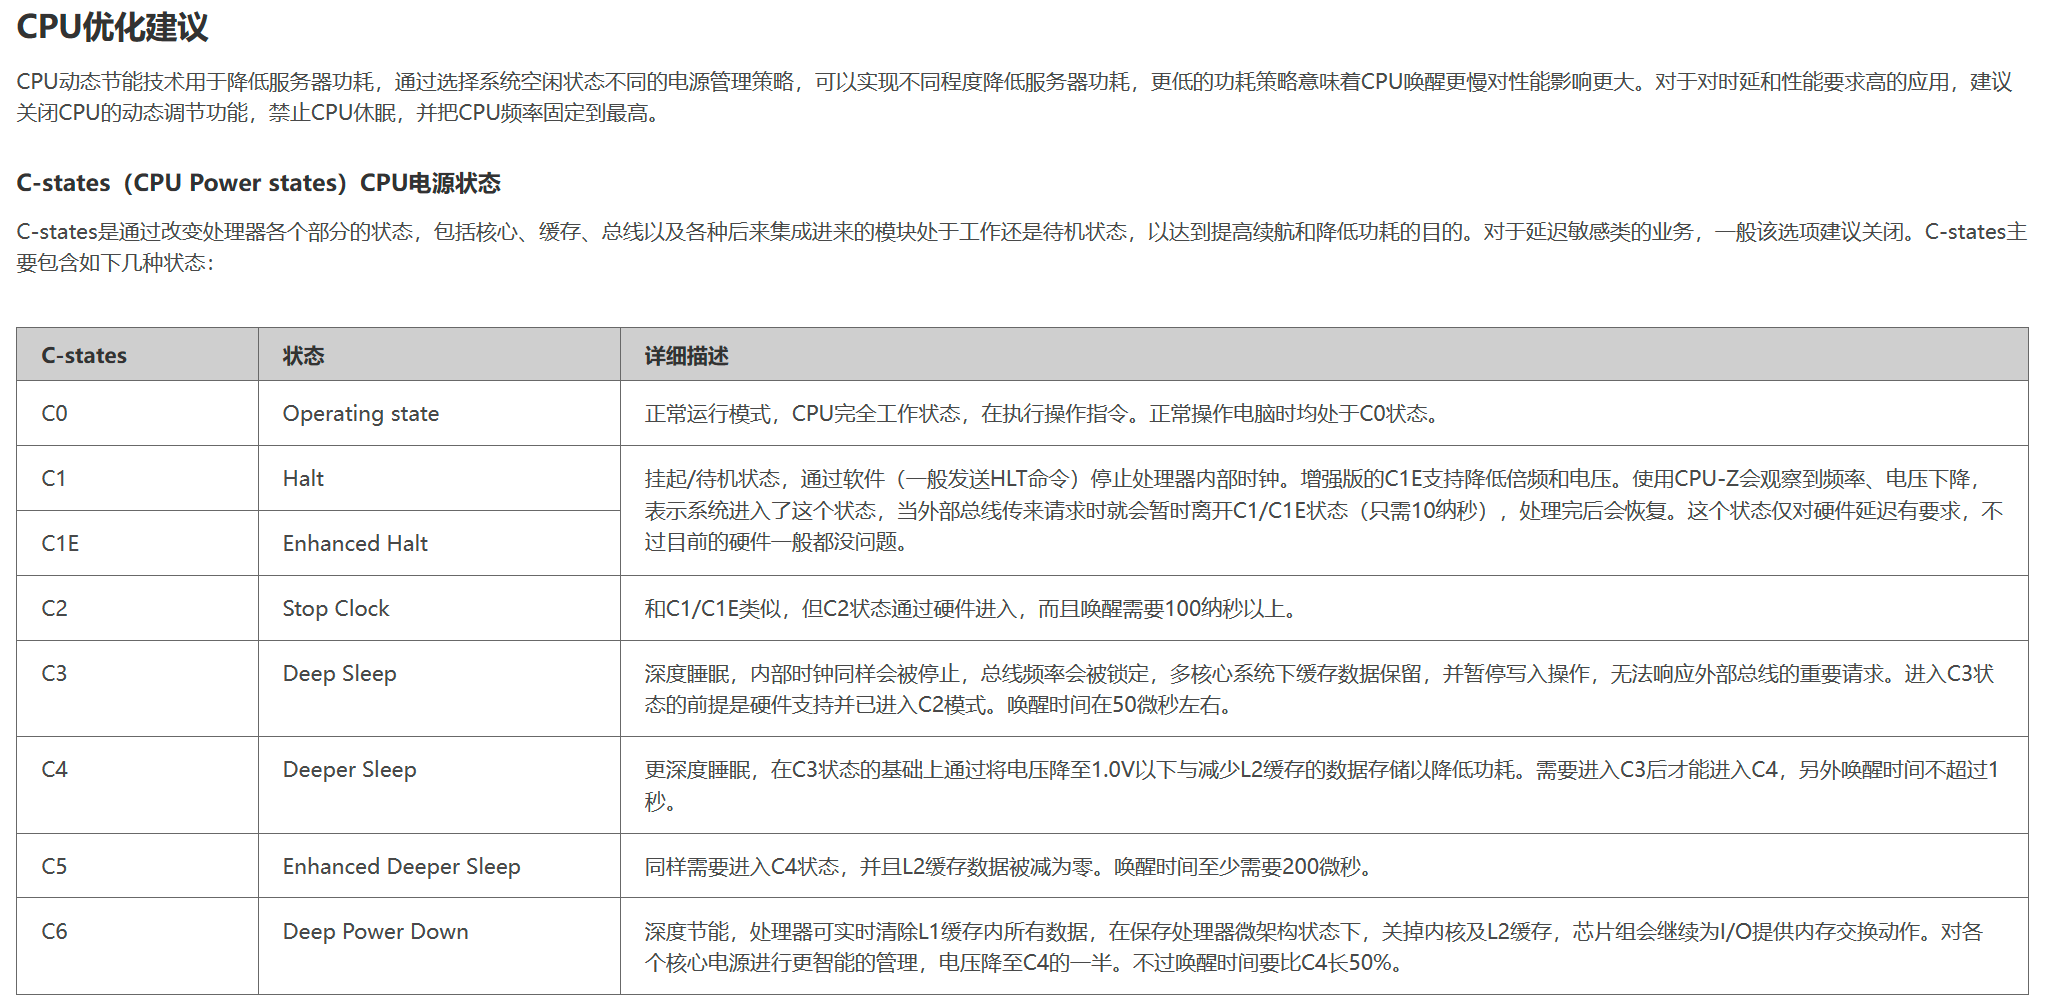 CPU优化建议
CPU动态节能技术用于降低服务器功耗，通过选择系统空闲状态不同的电源管理策略，可以实现不同程度降低服务器功耗，更低的功耗策略意味着CPU唤醒更慢对性能影响更大。对于对时延和性能要求高的应用，建议
关闭CPU的动态调节功能，禁止CPU休眠，并把CPU频率固定到最高。
C-states（CPU Power states）CPU电源状态
C-states是通过改变处理器各个部分的状态，包括核心、缓存、总线以及各种后来集成进来的模块处于工作还是待机状态，以达到提高续航和降低功耗的目的。对于延迟敏感类的业务，一般该选项建议关闭。C-states主
要包含如下几种状态：
C-states 状态 详细描述
C0 Operating state 正常运行模式，CPU完全工作状态，在执行操作指令。正常操作电脑时均处于C0状态。
C1 Halt 挂起/待机状态，通过软件（一般发送HLT命令）停止处理器内部时钟。增强版的C1E支持降低倍频和电压。使用CPU-Z会观察到频率、电压下降，
表示系统进入了这个状态，当外部总线传来请求时就会暂时离开C1/C1E状态（只需10纳秒），处理完后会恢复。这个状态仅对硬件延迟有要求，不
过目前的硬件一般都没问题。
C1E Enhanced Halt
C2 Stop Clock 和C1/C1E类似，但C2状态通过硬件进入，而且唤醒需要100纳秒以上。
C3 Deep Sleep 深度睡眠，内部时钟同样会被停止，总线频率会被锁定，多核心系统下缓存数据保留，并暂停写入操作，无法响应外部总线的重要请求。进入C3状
态的前提是硬件支持并已进入C2模式。唤醒时间在50微秒左右。
C4 Deeper Sleep 更深度睡眠，在C3状态的基础上通过将电压降至1.0V以下与减少L2缓存的数据存储以降低功耗。需要进入C3后才能进入C4，另外唤醒时间不超过1
秒。
C5 Enhanced Deeper Sleep 同样需要进入C4状态，并且L2缓存数据被减为零。唤醒时间至少需要200微秒。
C6 Deep Power Down 深度节能，处理器可实时清除L1缓存内所有数据，在保存处理器微架构状态下，关掉内核及L2缓存，芯片组会继续为I/O提供内存交换动作。对各
个核心电源进行更智能的管理，电压降至C4的一半。不过唤醒时间要比C4长50%。